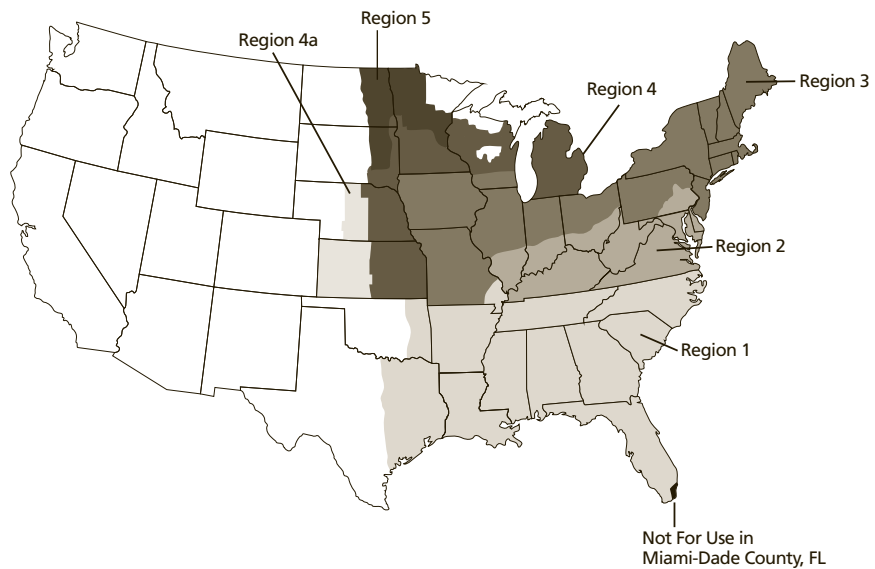 Region 5
Region 4a
Region 3
Region 4
Region 2
Region 1
Not For Use in
Miami-Dade County, FL